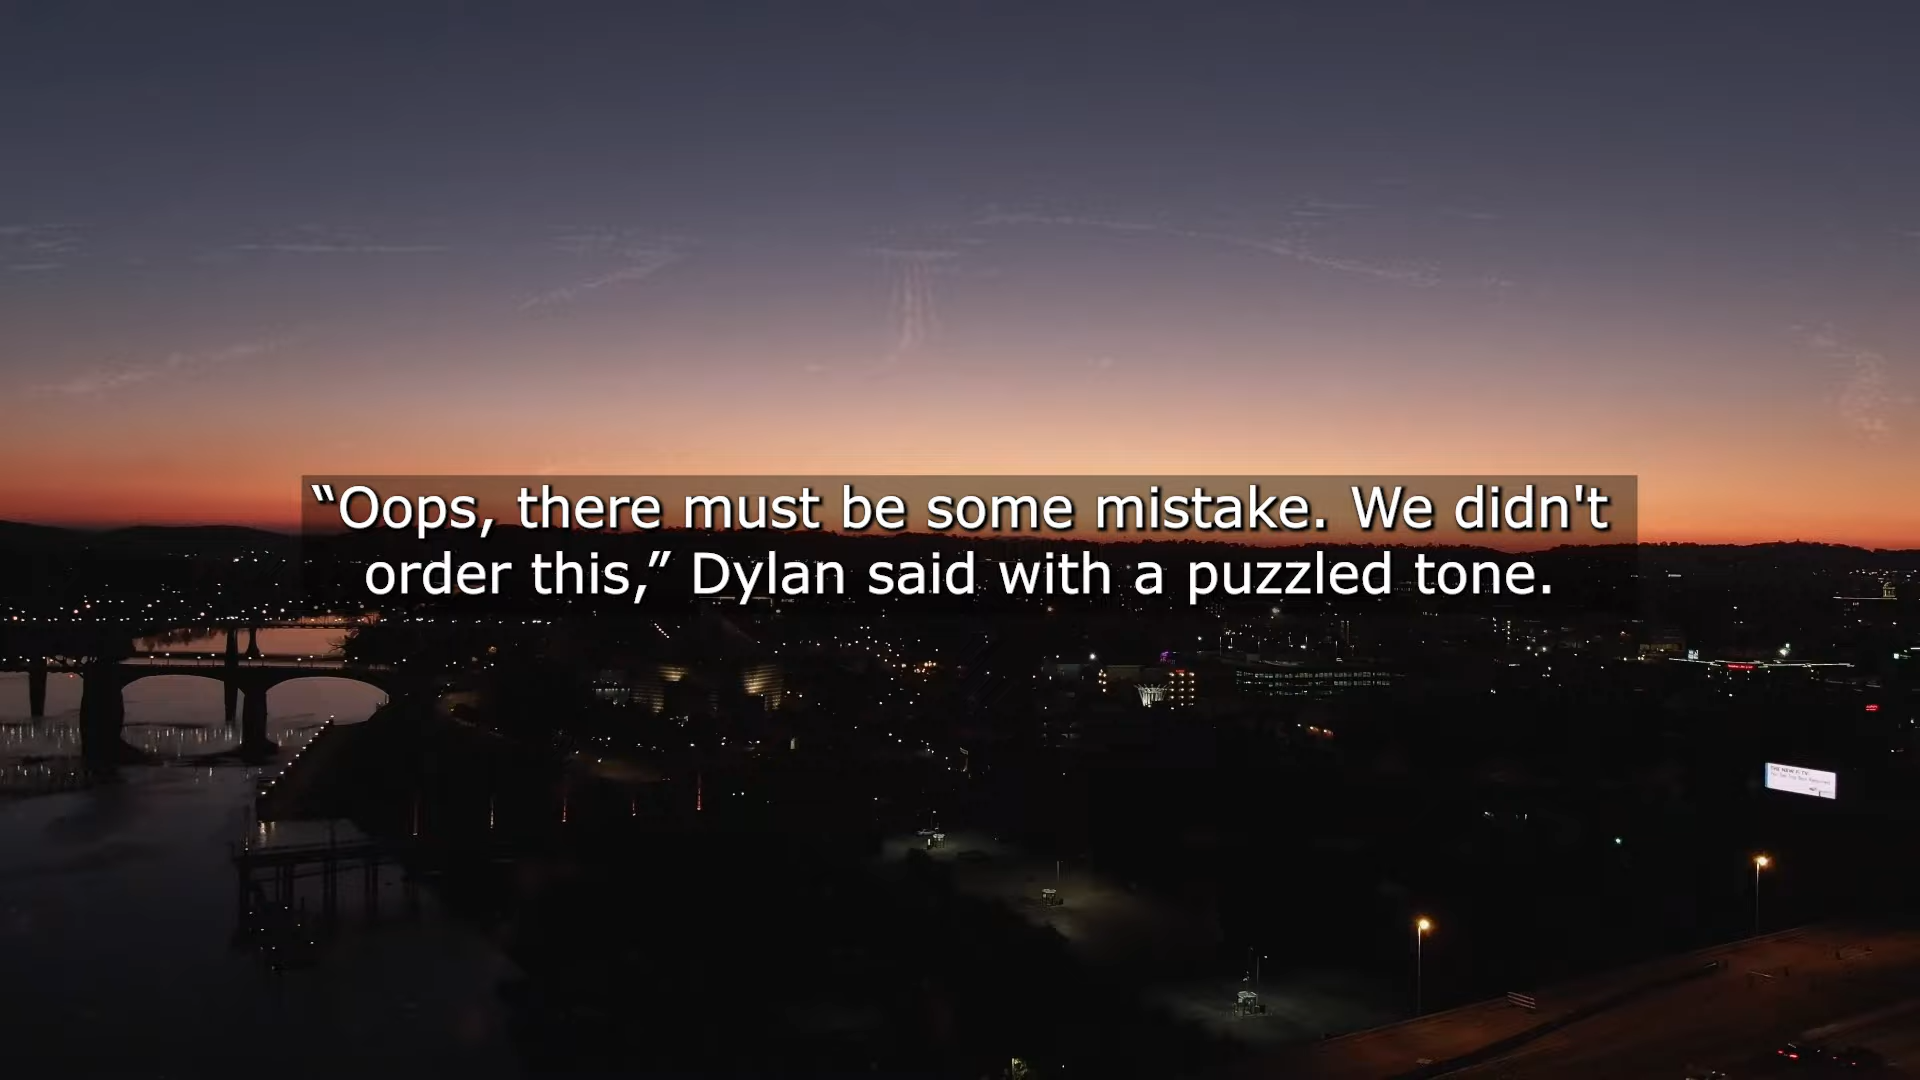 “Oops, there must be some mistake. We didn't
order this,” Dylan said with a puzzled tone.